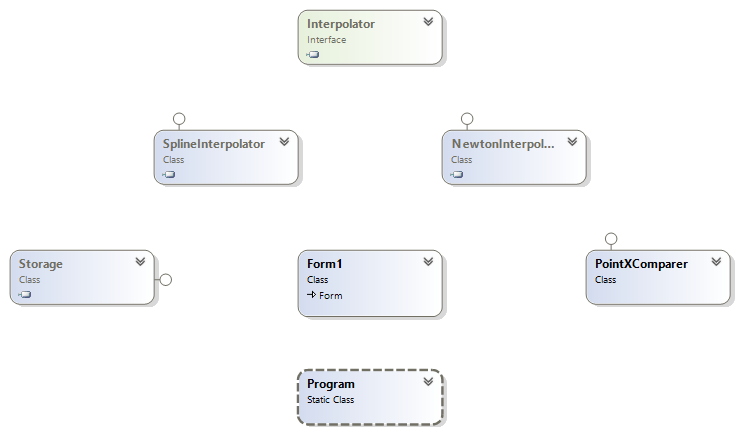 Interpolator
Interface
SplineInterpolator
Class
NewtonInterpol...
Class
Storage
Class
Form1
Class
Form
PointXComparer
Class
Program
Static Class